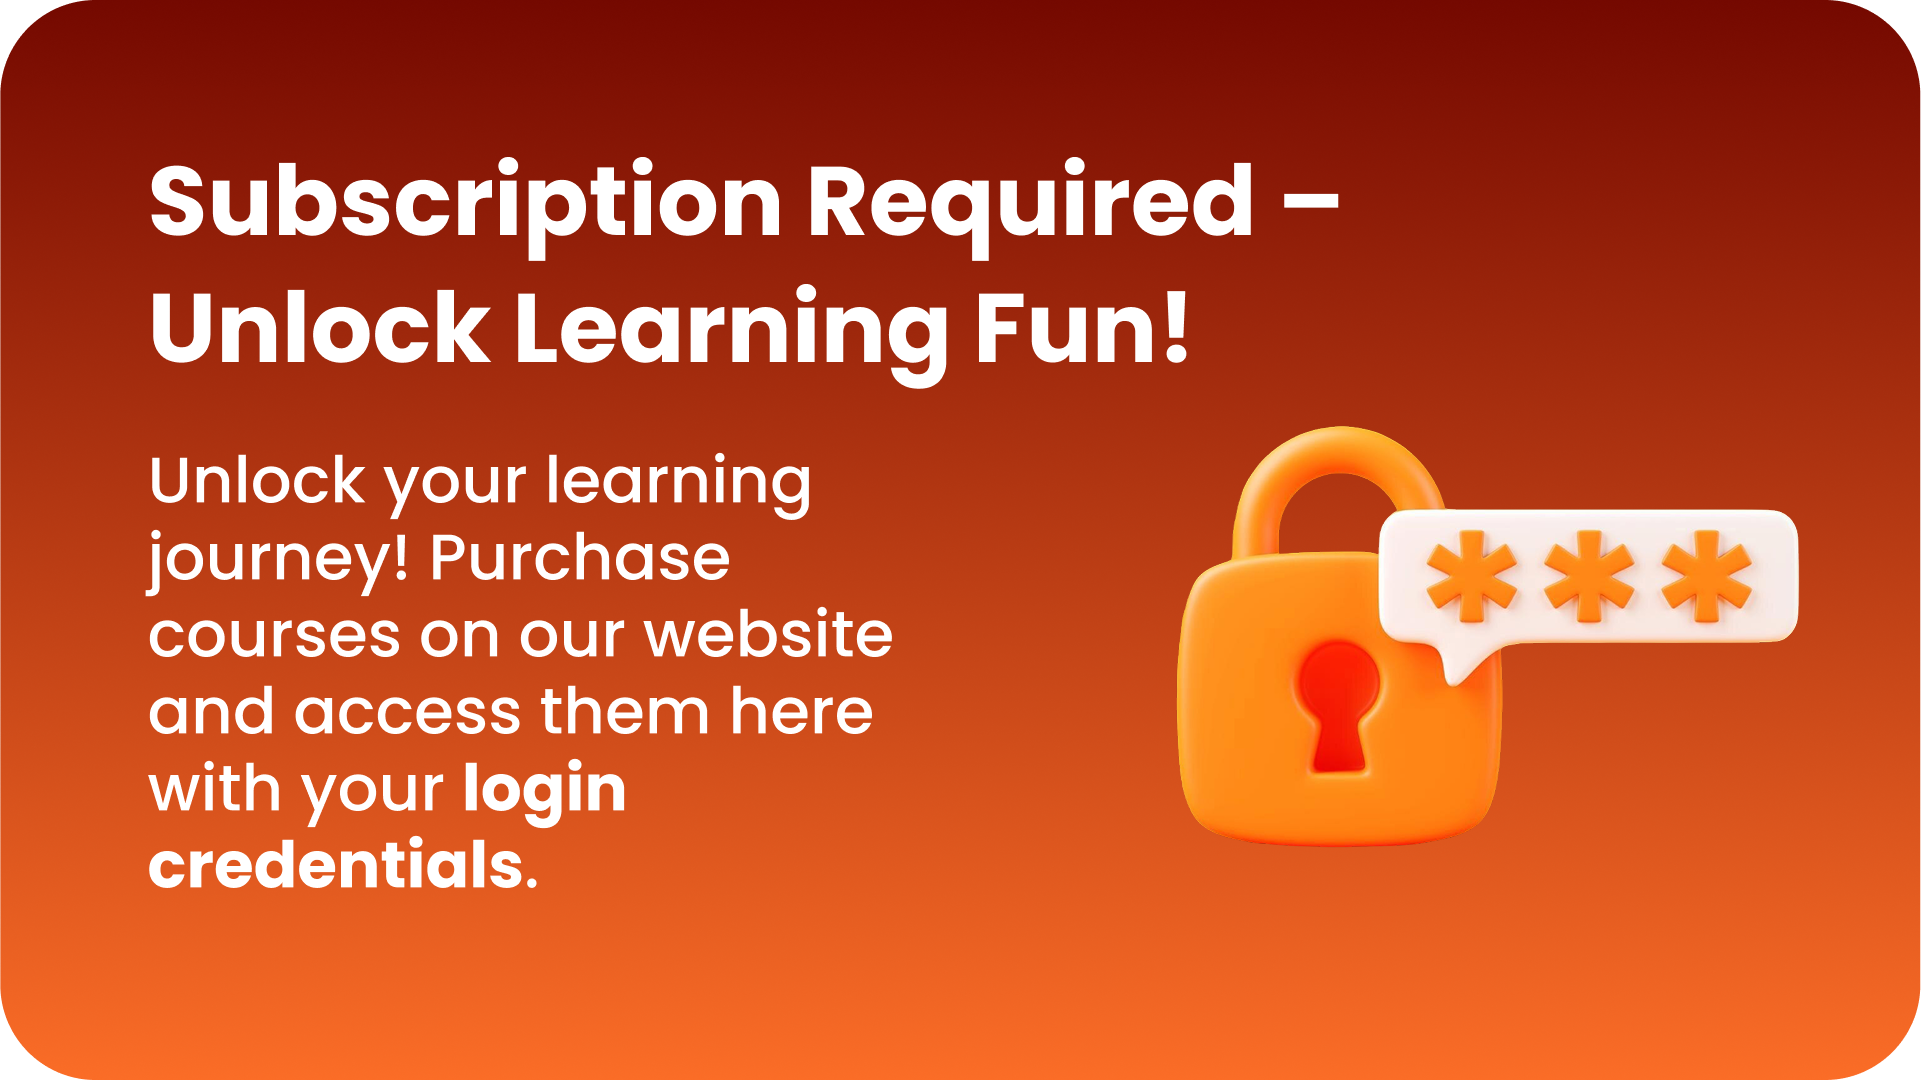 Subscription Required –
Unlock Learning Fun!
Unlock your learning
journey! Purchase
courses on our website
and access them here
with your login
credentials.